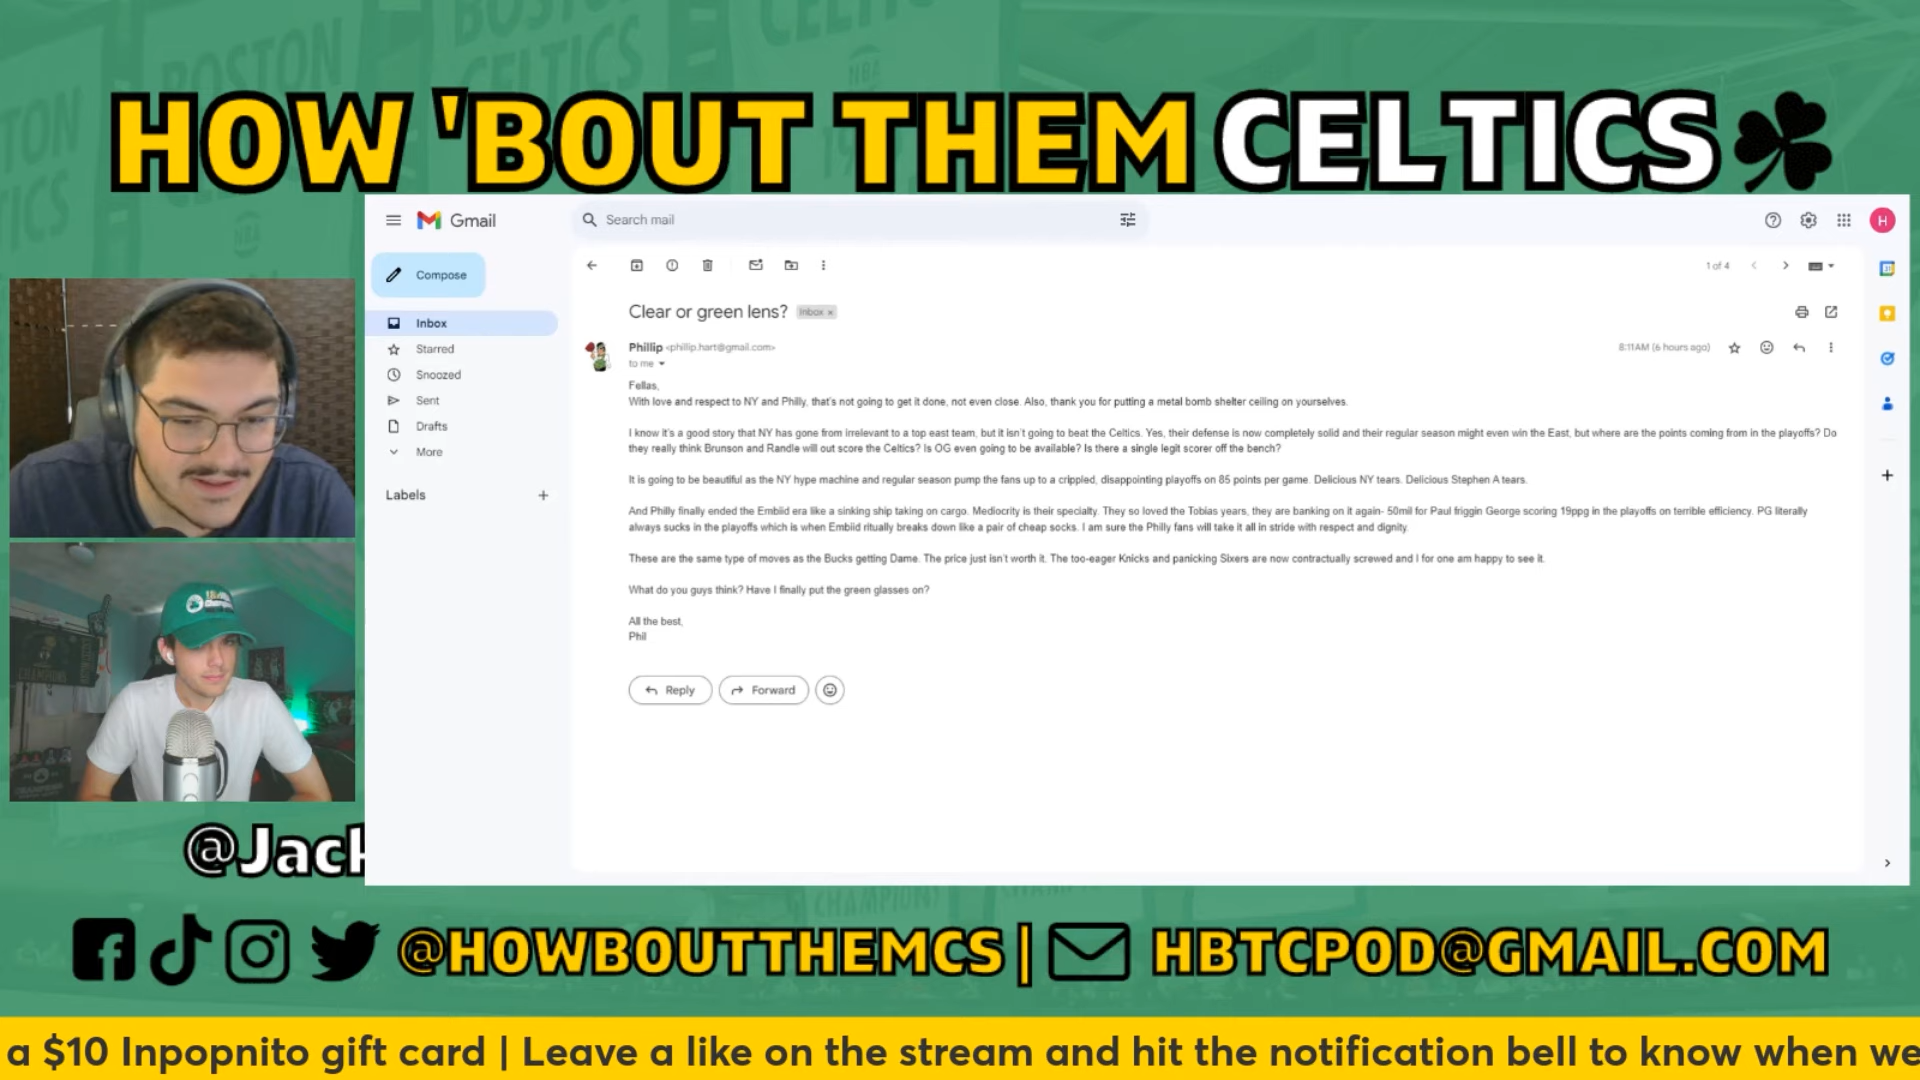 HOW 'BOUT THEM CELTICS
Gmail
Search mail
H
Compose
1 of 4
Inbox
Starred
Snoozed
Sent
Drafts
More
Labels
Clear or green lens? Inbox x
Phillip <phillip.hart@gmail.com>
8:11AM (6 hours ago)
to me
Fellas,
With love and respect to NY and Philly, that's not going to get it done, not even close. Also, thank you for putting a metal bomb shelter ceiling on yourselves.
I know it's a good story that NY has gone from irrelevant to a top east team, but it isn't going to beat the Celtics. Yes, their defense is now completely solid and their regular season might even win the East, but where are the points coming from in the playoffs? Do
they really think Brunson and Randle will out score the Celtics? Is OG even going to be available? Is there a single legit scorer off the bench?
It is going to be beautiful as the NY hype machine and regular season pump the fans up to a crippled, disappointing playoffs on 85 points per game. Delicious NY tears. Delicious Stephen A tears.
And Philly finally ended the Embiid era like a sinking ship taking on cargo. Mediocrity is their specialty. They so loved the Tobias years, they are banking on it again- 50mil for Paul friggin George scoring 19ppg in the playoffs on terrible efficiency. PG literally
always sucks in the playoffs which is when Embiid ritually breaks down like a pair of cheap socks. I am sure the Philly fans will take it all in stride with respect and dignity.
These are the same type of moves as the Bucks getting Dame. The price just isn't worth it. The too-eager Knicks and panicking Sixers are now contractually screwed and I for one am happy to see it.
What do you guys think? Have I finally put the green glasses on?
All the best,
Phil
Reply
Forward
@Jack
@HOWBOUTTHEMCS | HBTCPOD@GMAIL.COM
a $10 Inpopnito gift card | Leave a like on the stream and hit the notification bell to know when we